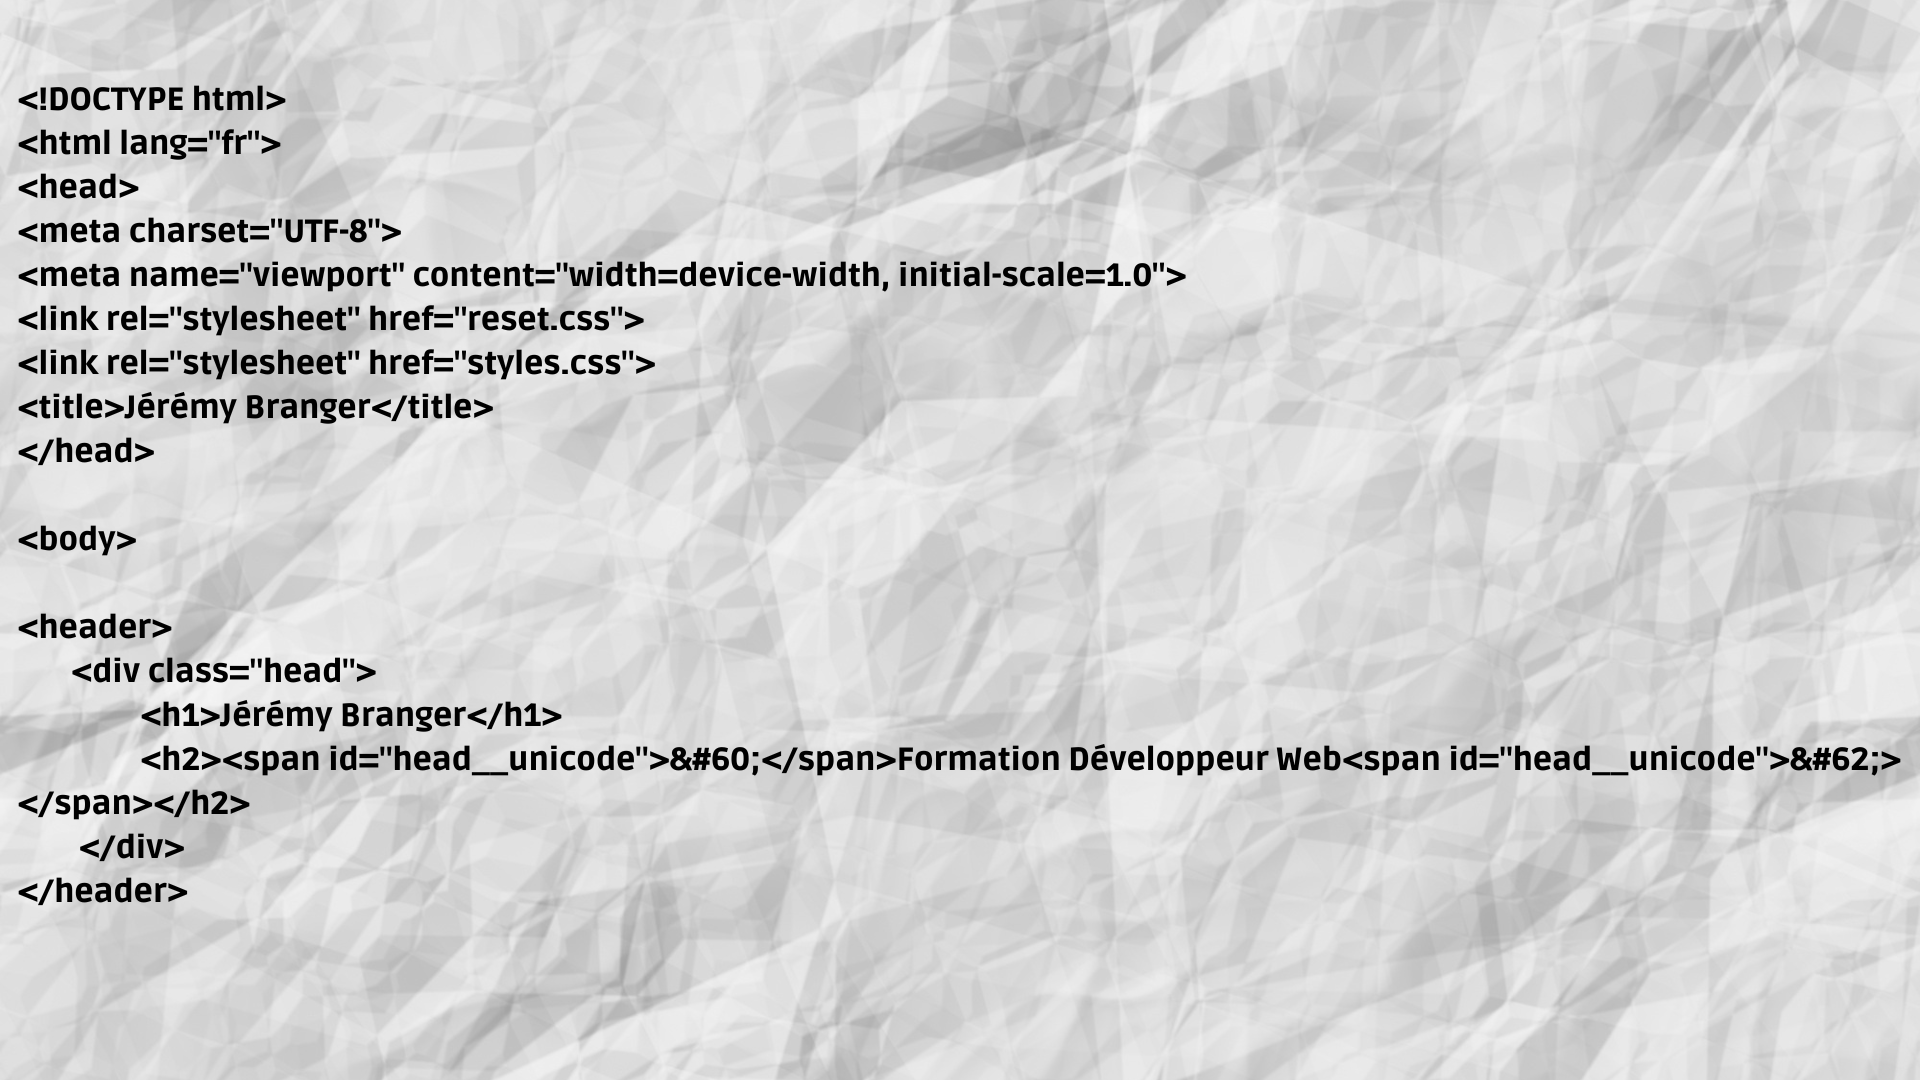 <!DOCTYPE html>
<html lang="fr">
<head>
<meta charset="UTF-8">
<meta name="viewport" content="width=device-width, initial-scale=1.0">
<link rel="stylesheet" href="reset.css">
<link rel="stylesheet" href="styles.css">
<title>Jérémy Branger</title>
</head>
<body>
<header>
<div class="head">
<h1>Jérémy Branger</h1>
<h2><span id="head__unicode">&#60;</span>Formation Développeur Web<span id="head__unicode">&#62;>
</span></h2>
</div>
</header>